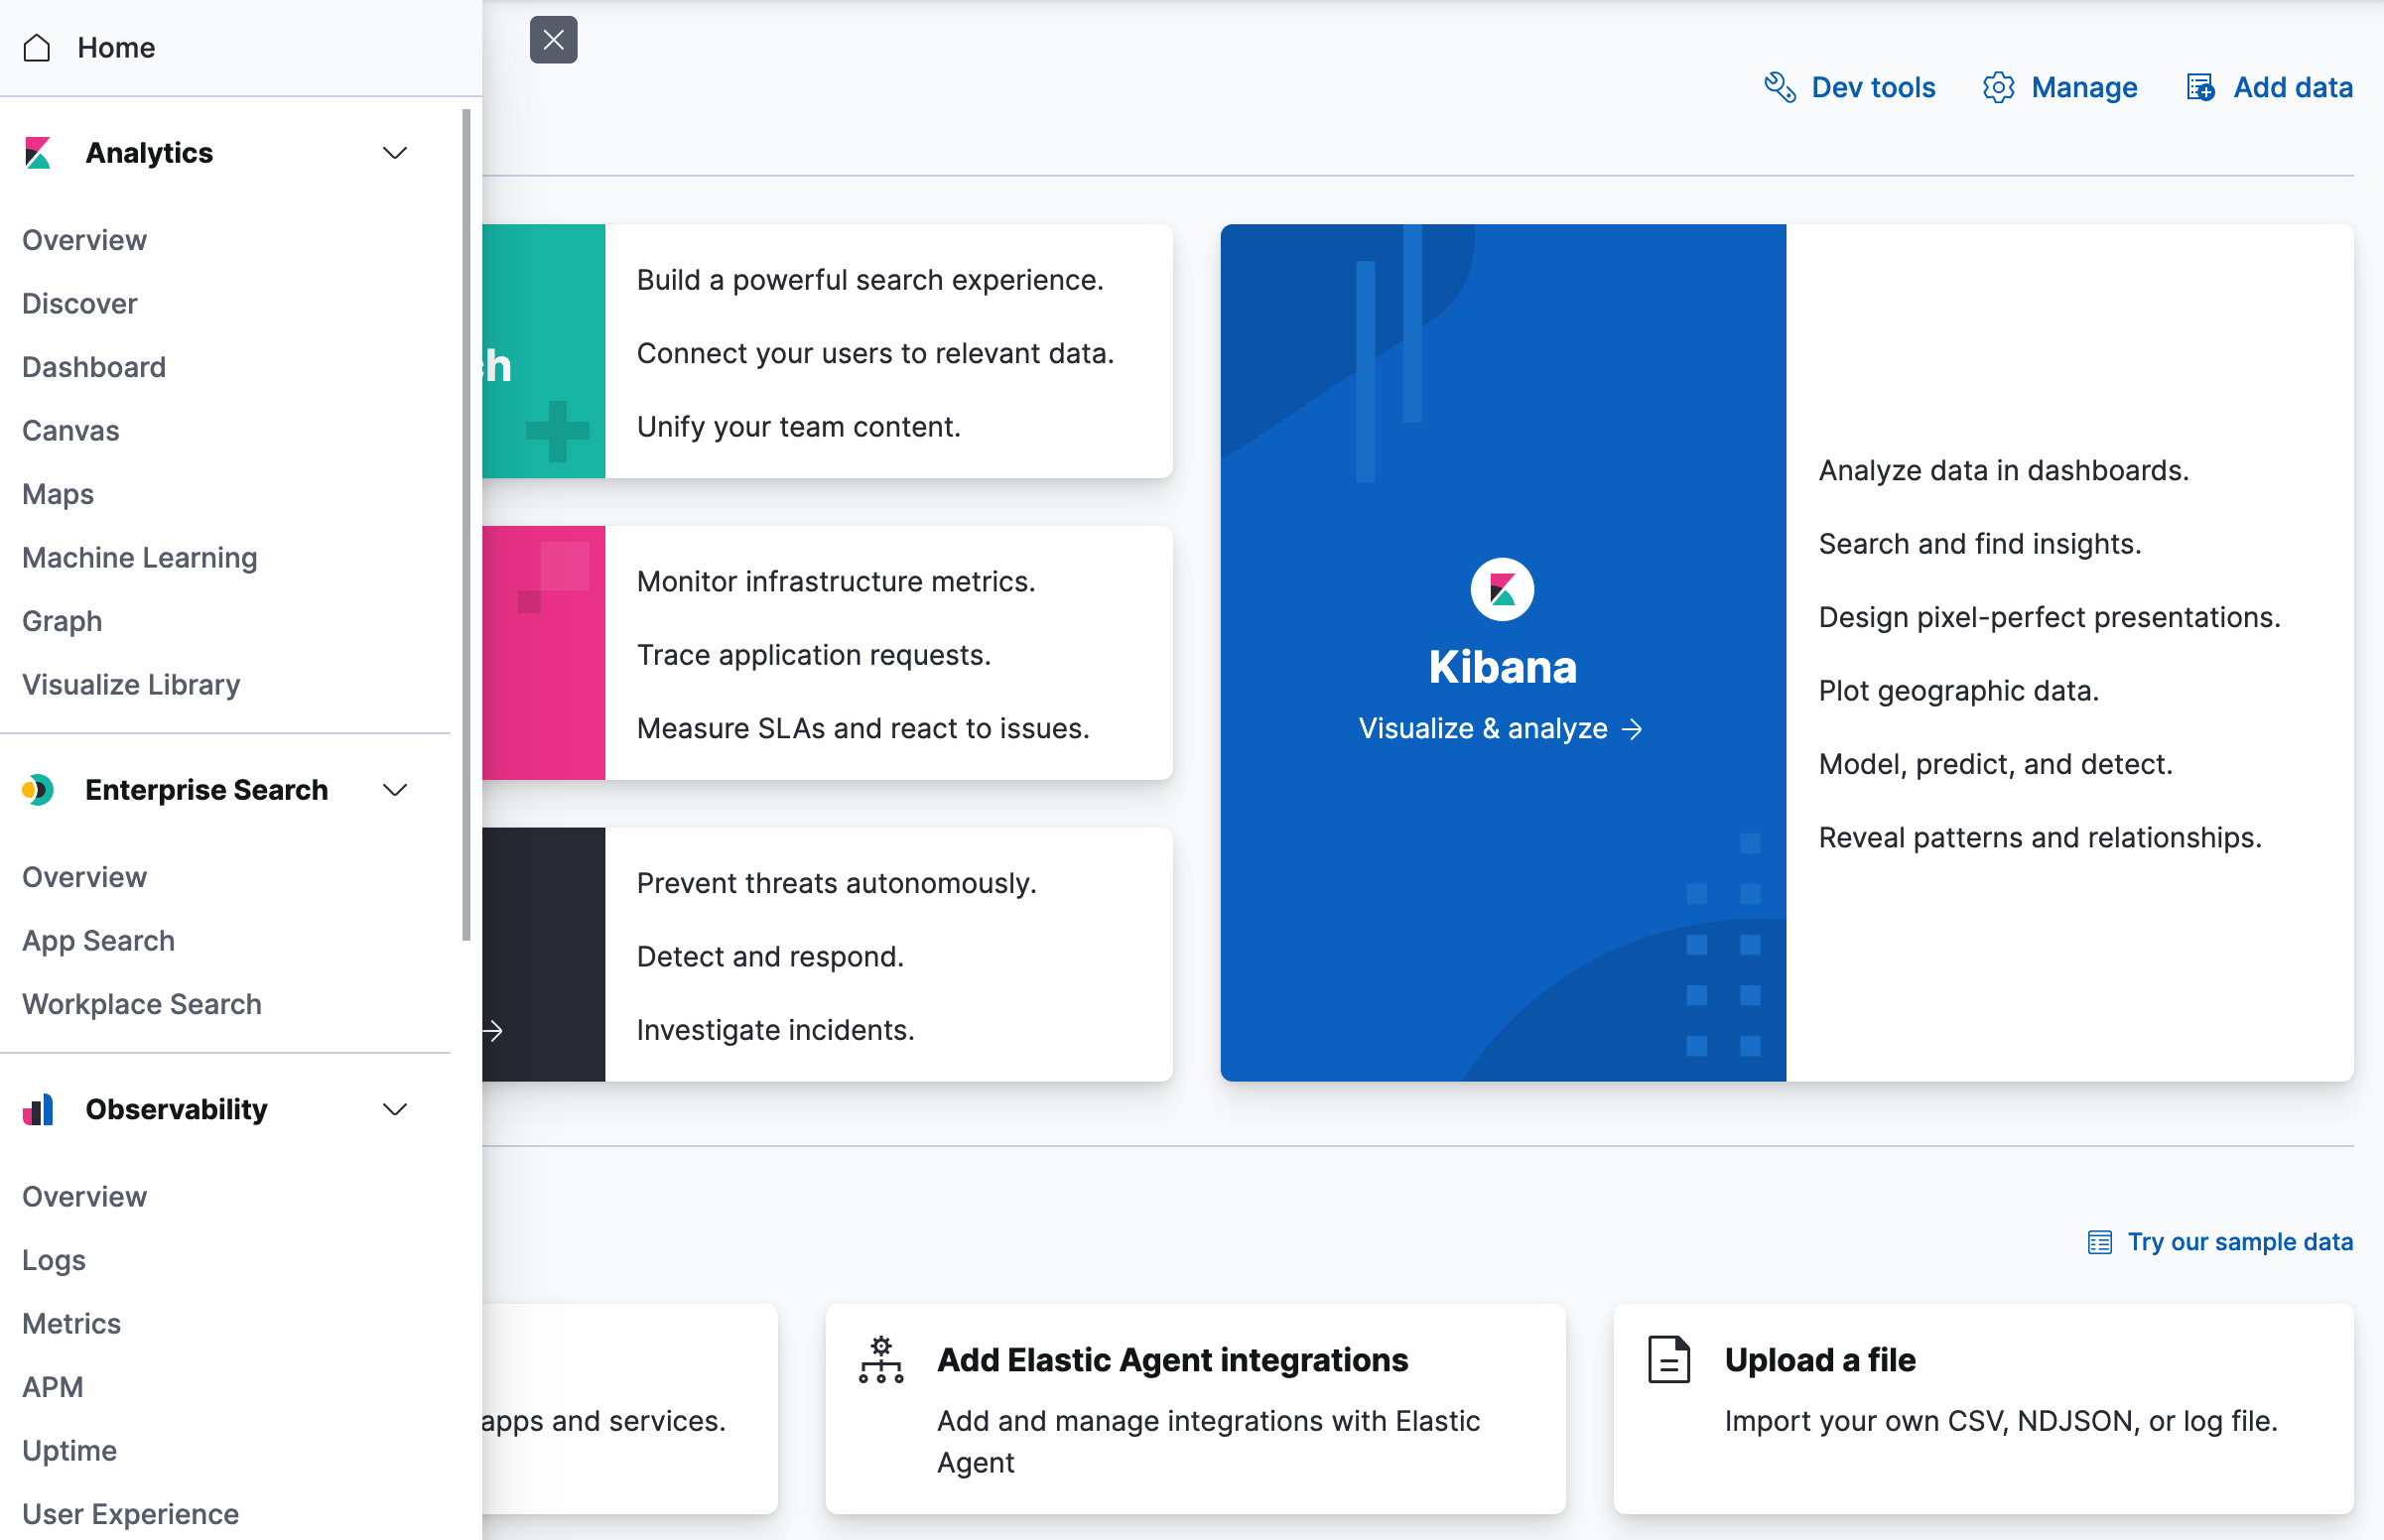 Home
Analytics
Overview
Discover
Dashboard
Canvas
Maps
Machine Learning
Graph
Visualize Library
Enterprise Search
Overview
App Search
Workplace Search
Observability
Overview
Logs
Metrics
APM
Uptime
User Experience
Dev tools
Manage
Add data
Build a powerful search experience.
Connect your users to relevant data.
Unify your team content.
Monitor infrastructure metrics.
Trace application requests.
Measure SLAs and react to issues.
Prevent threats autonomously.
Detect and respond.
Investigate incidents.
Kibana
Visualize & analyze →
Analyze data in dashboards.
Search and find insights.
Design pixel-perfect presentations.
Plot geographic data.
Model, predict, and detect.
Reveal patterns and relationships.
Try our sample data
apps and services.
Add Elastic Agent integrations
Add and manage integrations with Elastic
Agent
Upload a file
Import your own CSV, NDJSON, or log file.